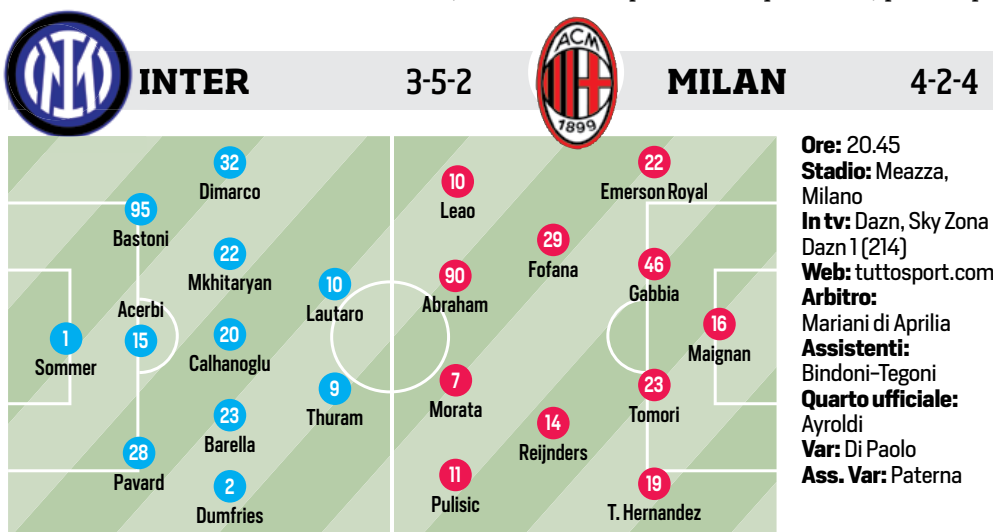 INTER 3-5-2
ACM
1899
MILAN 4-2-4
32
Dimarco
95
Bastoni
22
Mkhitaryan
Acerbi
15
1
Sommer
20
Calhanoglu
23
Barella
28
Pavard
2
Dumfries
10
Lautaro
9
Thuram
10
Leao
90
Abraham
7
Morata
11
Pulisic
29
Fofana
14
Reijnders
22
Emerson Royal
46
Gabbia
23
Tomori
19
T. Hernandez
16
Maignan
Ore: 20.45
Stadio: Meazza,
Milano
In tv: Dazn, Sky Zona
Dazn 1 (214)
Web: tuttosport.com
Arbitro:
Mariani di Aprilia
Assistenti:
Bindoni-Tegoni
Quarto ufficiale:
Ayroldi
Var: Di Paolo
Ass. Var: Paterna